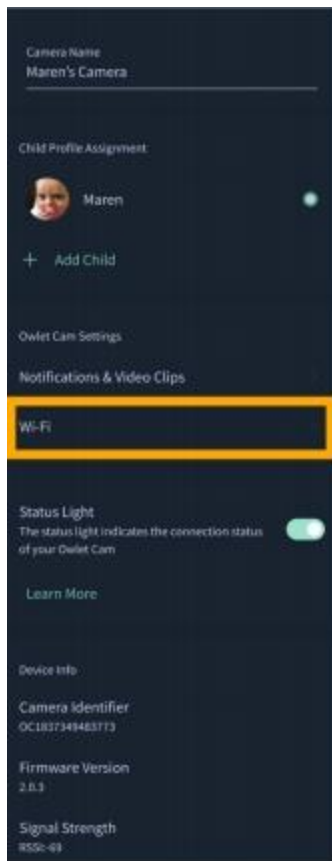 Camera Name
Maren's Camera
Child Profile Assignment
Maren
+ Add Child
Owlet Cam Settings
Notifications & Video Clips
Wi-Fi
Status Light
The status light indicates the connection status
of your Owlet Cam
Learn More
Device Info
Camera Identifier
OC1837349483773
Firmware Version
2.0.3
Signal Strength
RSSI: -69